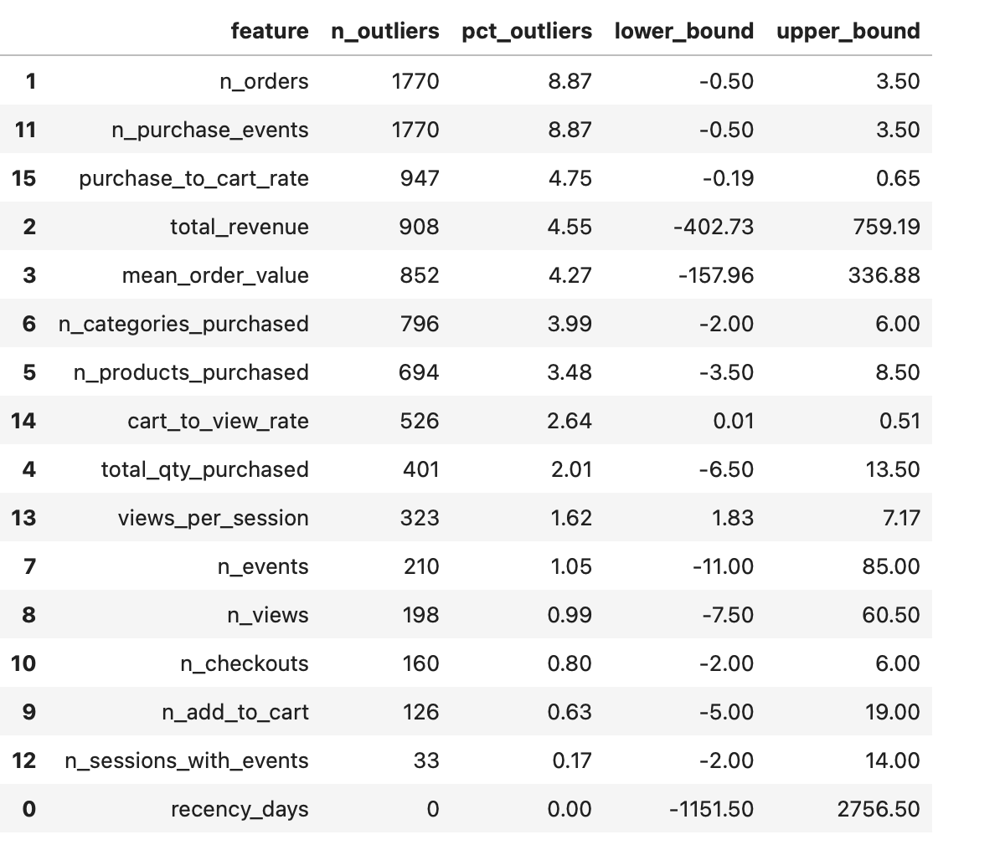 feature n_outliers pct_outliers lower_bound upper_bound
1 n_orders 1770 8.87 -0.50 3.50
11 n_purchase_events 1770 8.87 -0.50 3.50
15 purchase_to_cart_rate 947 4.75 -0.19 0.65
2 total_revenue 908 4.55 -402.73 759.19
3 mean_order_value 852 4.27 -157.96 336.88
6 n_categories_purchased 796 3.99 -2.00 6.00
5 n_products_purchased 694 3.48 -3.50 8.50
14 cart_to_view_rate 526 2.64 0.01 0.51
4 total_qty_purchased 401 2.01 -6.50 13.50
13 views_per_session 323 1.62 1.83 7.17
7 n_events 210 1.05 -11.00 85.00
8 n_views 198 0.99 -7.50 60.50
10 n_checkouts 160 0.80 -2.00 6.00
9 n_add_to_cart 126 0.63 -5.00 19.00
12 n_sessions_with_events 33 0.17 -2.00 14.00
0 recency_days 0 0.00 -1151.50 2756.50